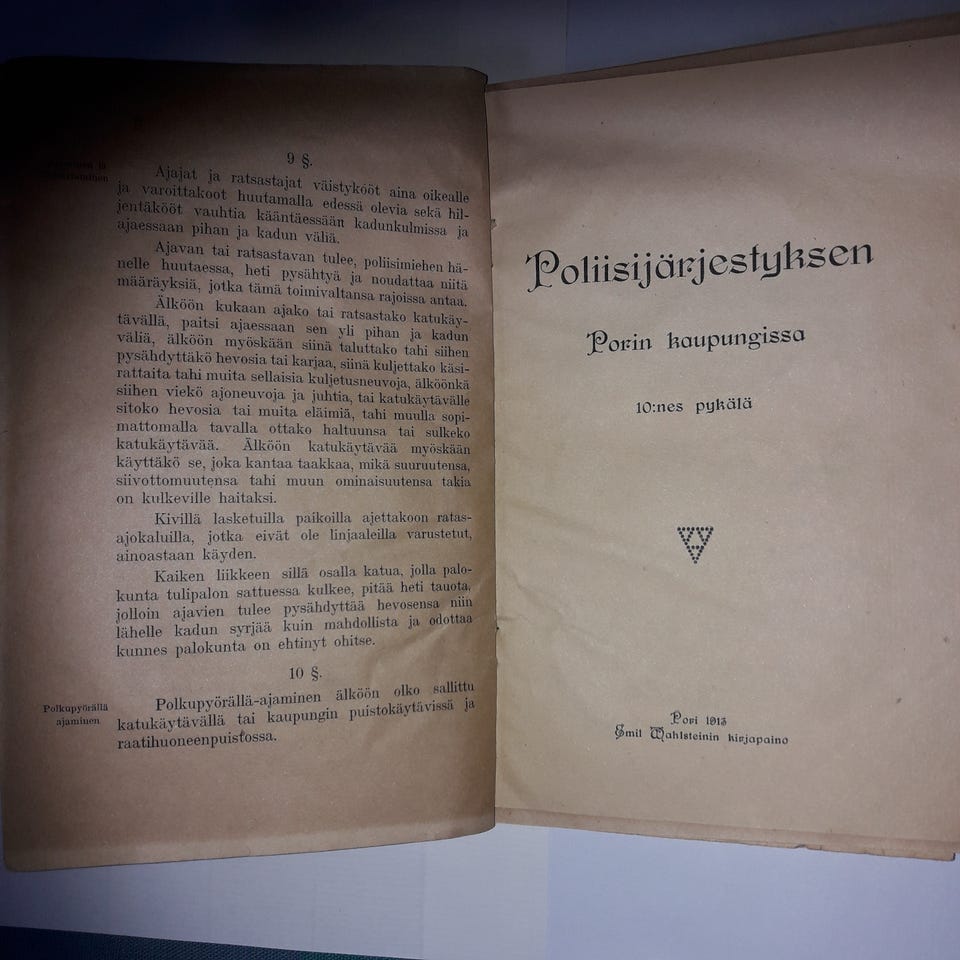 9 §.
Ajajat ja ratsastajat väistykööt aina oikealle
ja varoittakoot huutamalla edessä olevia sekä hil-
jentäkööt vauhtia kääntäessään kadunkulmissa ja
ajaessaan pihan ja kadun väliä.
Ajavan tai ratsastavan tulee, poliisimiehen hä-
nelle huutaessa, heti pysähtyä ja noudattaa niitä
määräyksiä, jotka tämä toimivaltansa rajoissa antaa.
Älköön kukaan ajako tai ratsastako katukäy-
tävällä, paitsi ajaessaan sen yli pihan ja kadun
väliä, älköön myöskään siinä taluttako tahi siihen
pysähdyttäkö hevosia tai karjaa, siinä kuljettako käsi-
rattaita tahi muita sellaisia kuljetusneuvoja, älköönkä
siihen viekö ajoneuvoja ja juhtia, tai katukäytävälle
sitoko hevosia tai muita eläimiä, tahi muulla sopi-
mattomalla tavalla ottako haltuunsa tai sulkeko
katukäytävää. Älköön katukäytävää myöskään
käyttäkö se, joka kantaa taakkaa, mikä suuruutensa,
siivottomuutensa tahi muun ominaisuutensa takia
on kulkeville haitaksi.
Kivillä lasketuilla paikoilla ajettakoon ratas-
ajokaluilla, jotka eivät ole linjaaleilla varustetut,
ainoastaan käyden.
Kaiken liikkeen sillä osalla katua, jolla palo-
kunta tulipalon sattuessa kulkee, pitää heti tauota,
jolloin ajavien tulee pysähdyttää hevosensa niin
lähelle kadun syrjää kuin mahdollista ja odottaa
kunnes palokunta on ehtinyt ohitse.
10 §.
Polkupyörällä
ajaminen
Polkupyörällä-ajaminen älköön olko sallittu
katukäytävällä tai kaupungin puistokäytävissä ja
raatihuoneenpuistossa.
Poliisijärjestyksen
Porin kaupungissa
10:nes pykälä
Pori 1913
Emil Wahlsteinin kirjapaino